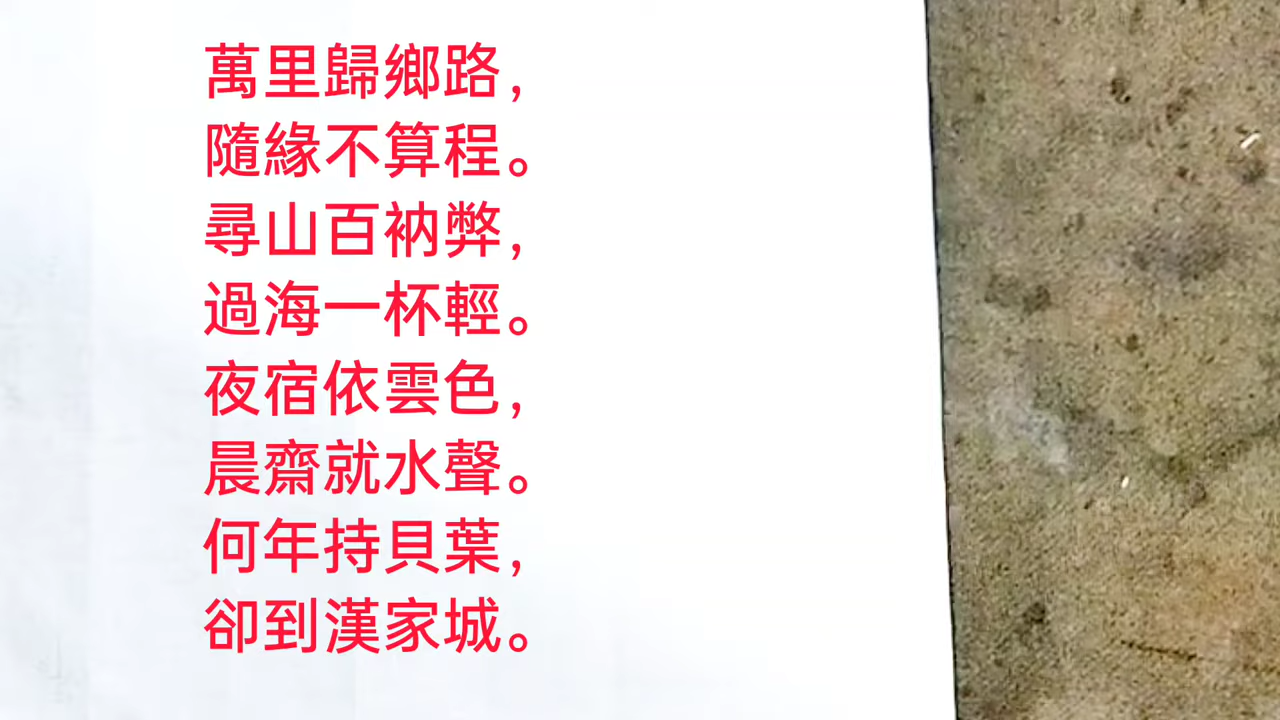 萬里歸鄉路，
隨緣不算程。
尋山百衲弊，
過海一杯輕。
夜宿依雲色，
晨齋就水聲。
何年持貝葉，
卻到漢家城。